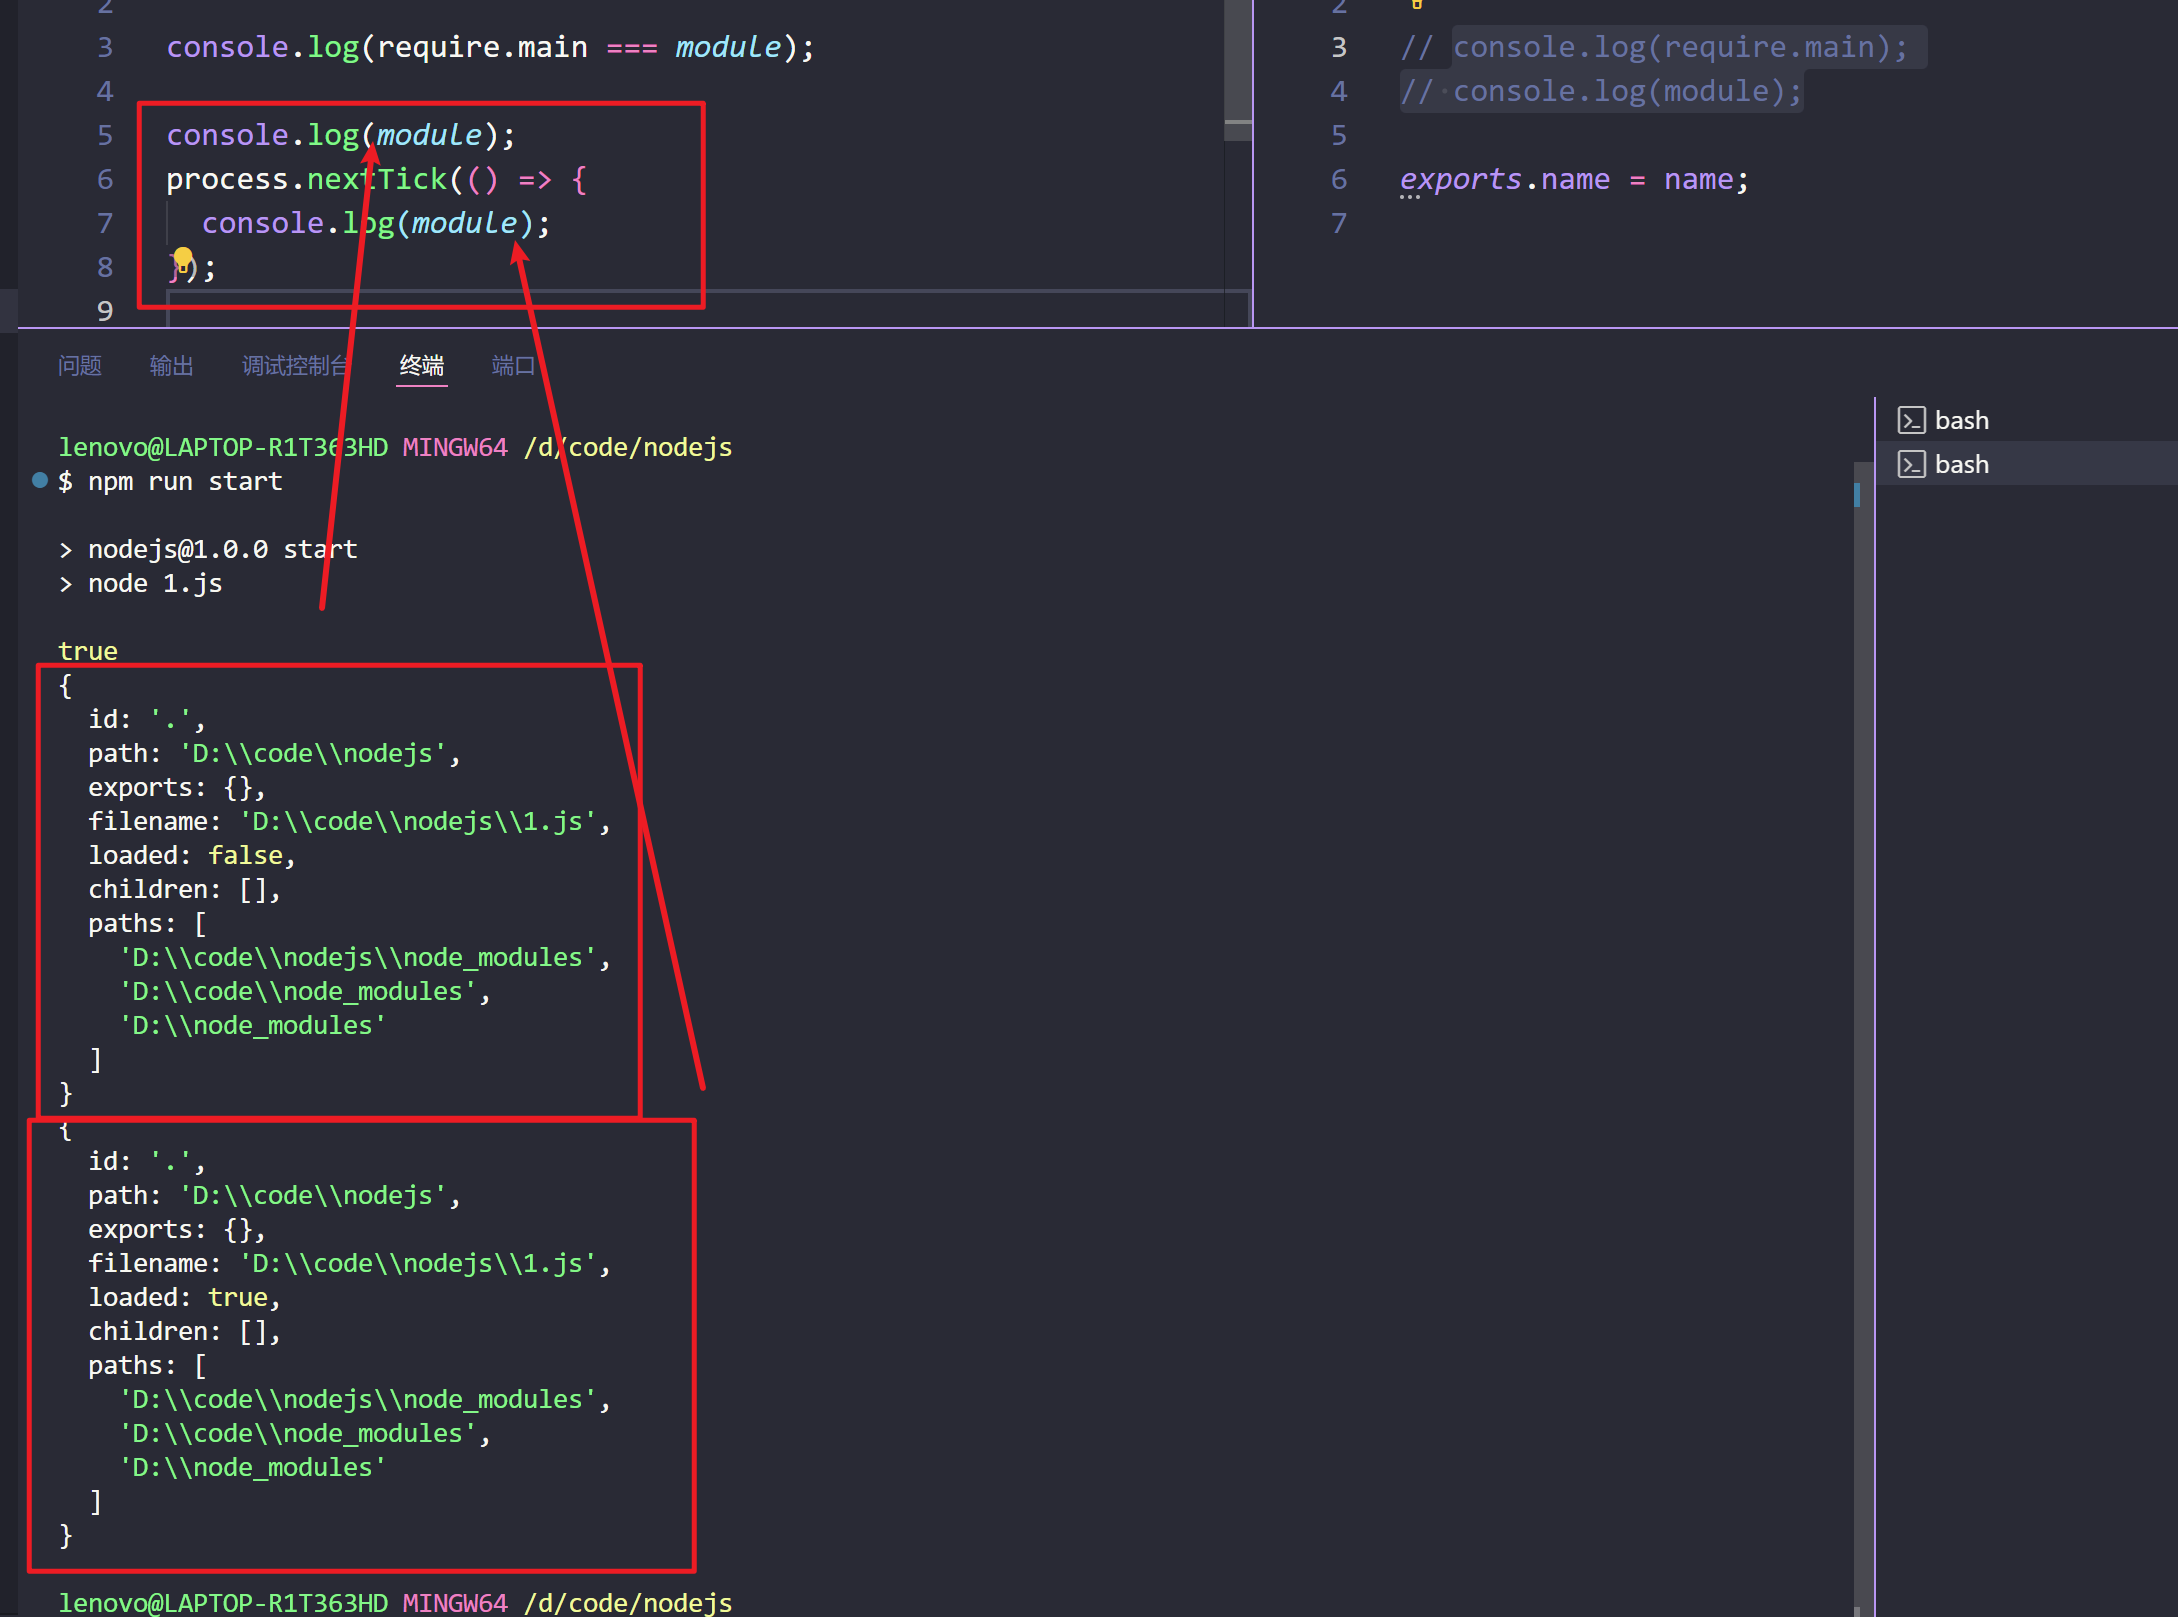 2
3 console.log(require.main === module);
4
5 console.log(module);
6 process.nextTick(() => {
7 console.log(module);
8 });
9
2
3 // console.log(require.main);
4 // console.log(module);
5
6 exports.name = name;
7
问题 输出 调试控制台 终端 端口
bash
bash
lenovo@LAPTOP-R1T363HD MINGW64 /d/code/nodejs
$ npm run start
> nodejs@1.0.0 start
> node 1.js
true
{
id: '.',
path: 'D:\\code\\nodejs',
exports: {},
filename: 'D:\\code\\nodejs\\1.js',
loaded: false,
children: [],
paths: [
'D:\\code\\nodejs\\node_modules',
'D:\\code\\node_modules',
'D:\\node_modules'
]
}
{
id: '.',
path: 'D:\\code\\nodejs',
exports: {},
filename: 'D:\\code\\nodejs\\1.js',
loaded: true,
children: [],
paths: [
'D:\\code\\nodejs\\node_modules',
'D:\\code\\node_modules',
'D:\\node_modules'
]
}
lenovo@LAPTOP-R1T363HD MINGW64 /d/code/nodejs